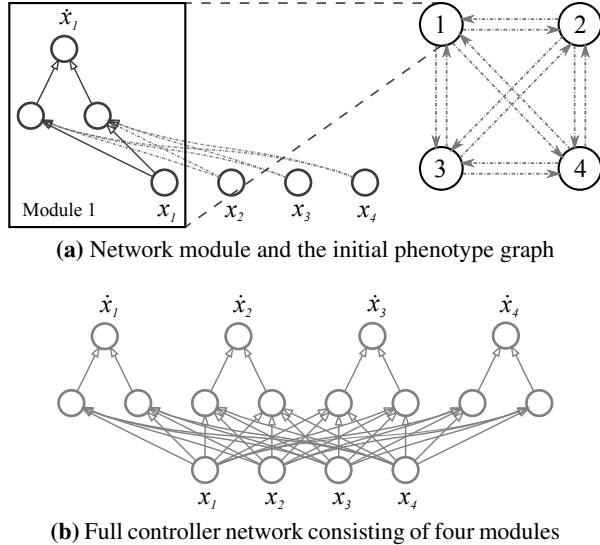 ẋ₁
1 2
3 4
Module 1
x₁ x₂ x₃ x₄
(a) Network module and the initial phenotype graph
ẋ₁ ẋ₂ ẋ₃ ẋ₄
x₁ x₂ x₃ x₄
(b) Full controller network consisting of four modules